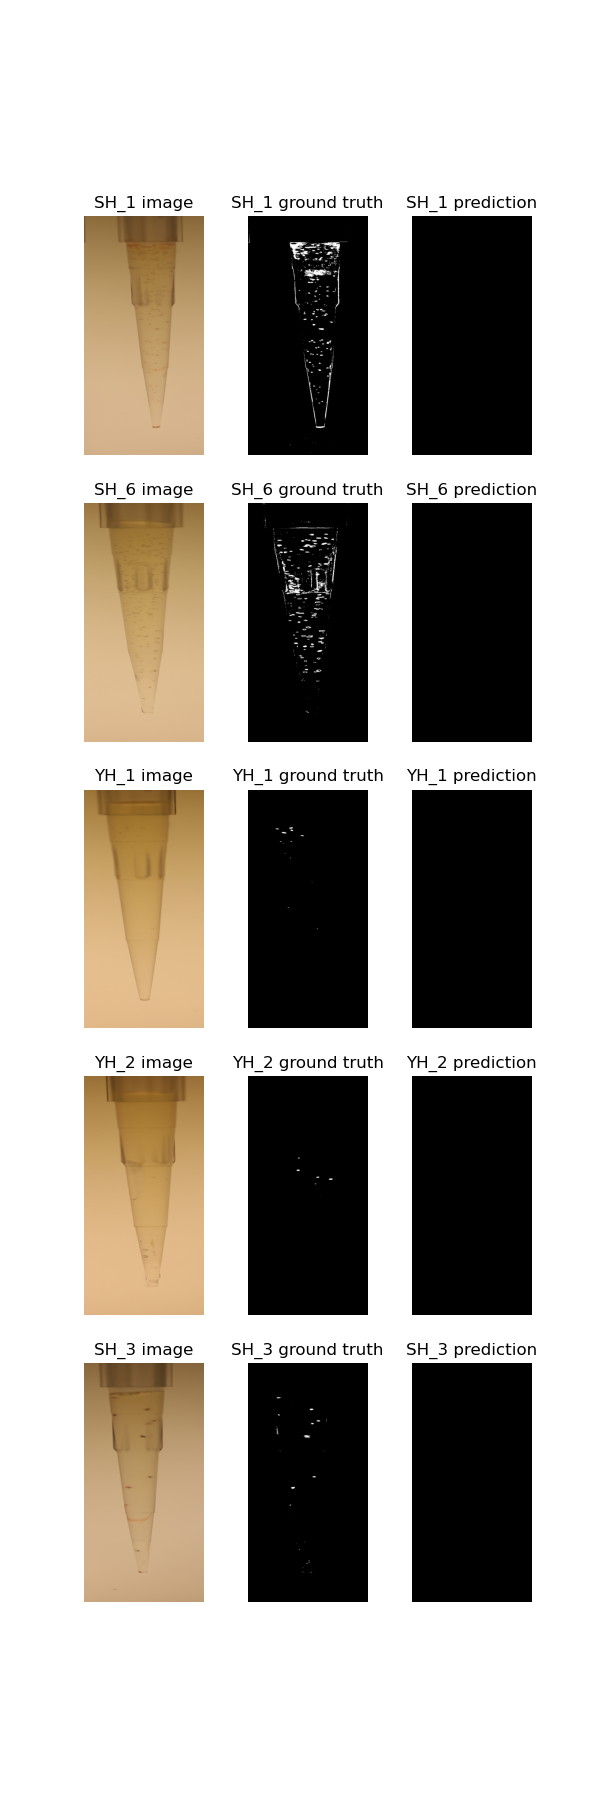 SH_1 image SH_1 ground truth SH_1 prediction
SH_6 image SH_6 ground truth SH_6 prediction
YH_1 image YH_1 ground truth YH_1 prediction
YH_2 image YH_2 ground truth YH_2 prediction
SH_3 image SH_3 ground truth SH_3 prediction